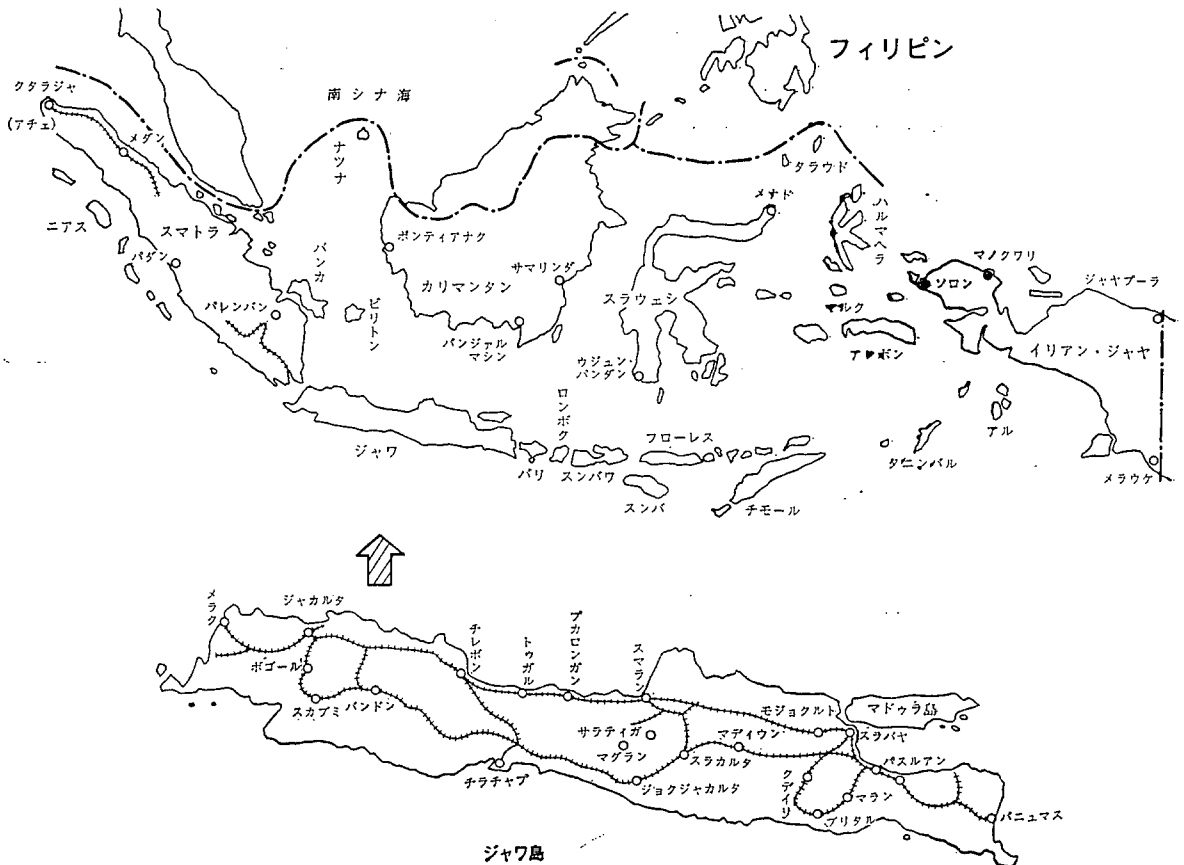 フィリピン
南シナ海
クタラジャ
(アチェ)
メダン
ナツナ
タラウド
メナド
ハルマヘラ
ニアス
スマトラ
パダン
バンカ
ポンティアナク
サマリンダ
カリマンタン
スラウェシ
マノクワリ
ソロン
ジャヤプーラ
パレンバン
ビリトン
バンジャル
マシン
マルク
アンボン
イリアン・ジャヤ
ウジュン・
パンダン
ジャワ
ロンボク
フローレス
アル
バリ
スンバワ
タニンバル
メラウケ
スンバ
チモール
メラク
ジャカルタ
チレボン
トゥガル
プカロンガン
スマラン
ボゴール
スカブミ
バンドン
モジョクルト
マドゥラ島
サラティガ
マディウン
スラバヤ
マグラン
スラカルタ
パスルアン
チラチャプ
ジョクジャカルタ
クディリ
マラン
ブリタル
バニュマス
ジャワ島